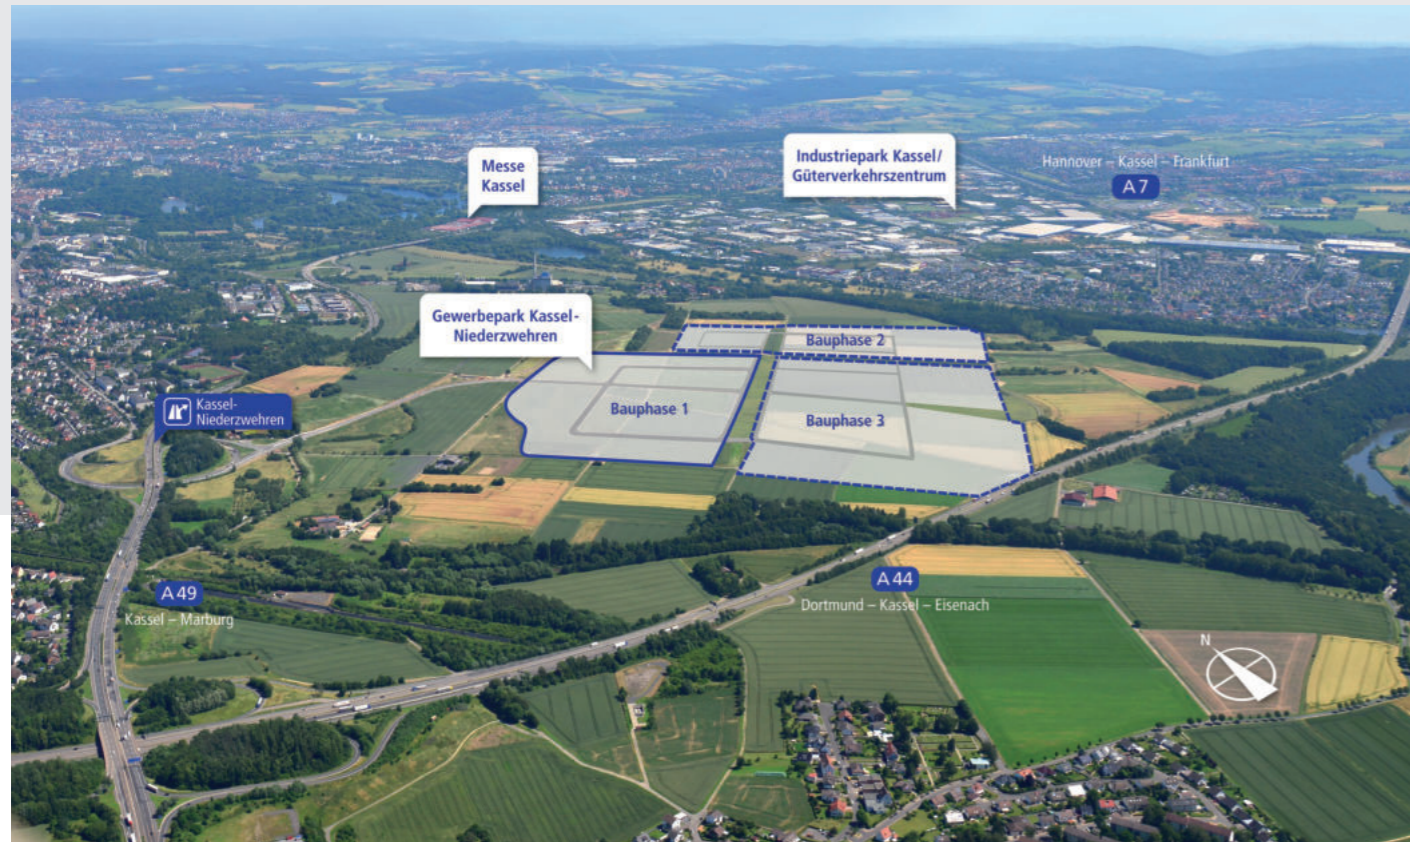 Messe
Kassel
Industriepark Kassel/
Güterverkehrszentrum
Hannover – Kassel – Frankfurt
A 7
Gewerbepark Kassel-
Niederzwehren
Bauphase 2
Bauphase 1
Bauphase 3
Kassel-
Niederzwehren
A 49
Kassel – Marburg
A 44
Dortmund – Kassel – Eisenach
N